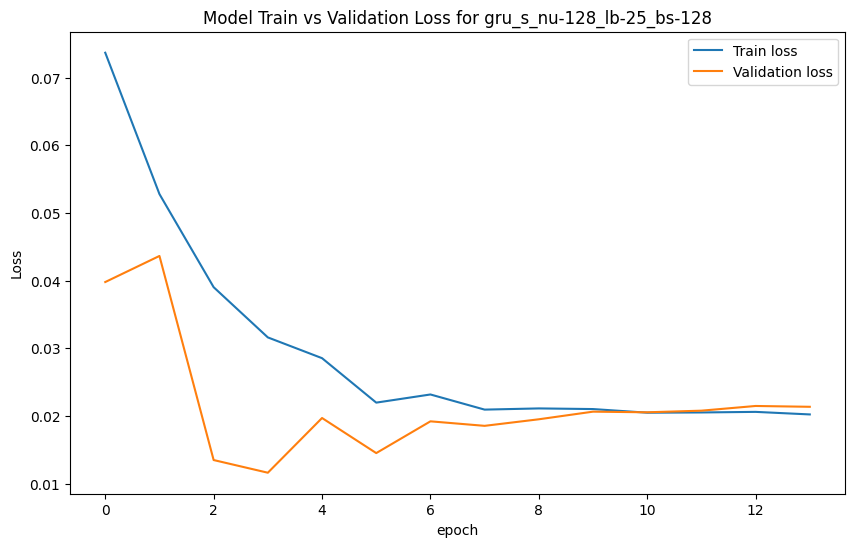 Model Train vs Validation Loss for gru_s_nu-128_lb-25_bs-128
Train loss
Validation loss
0.07
0.06
0.05
0.04
0.03
0.02
0.01
Loss
0 2 4 6 8 10 12
epoch